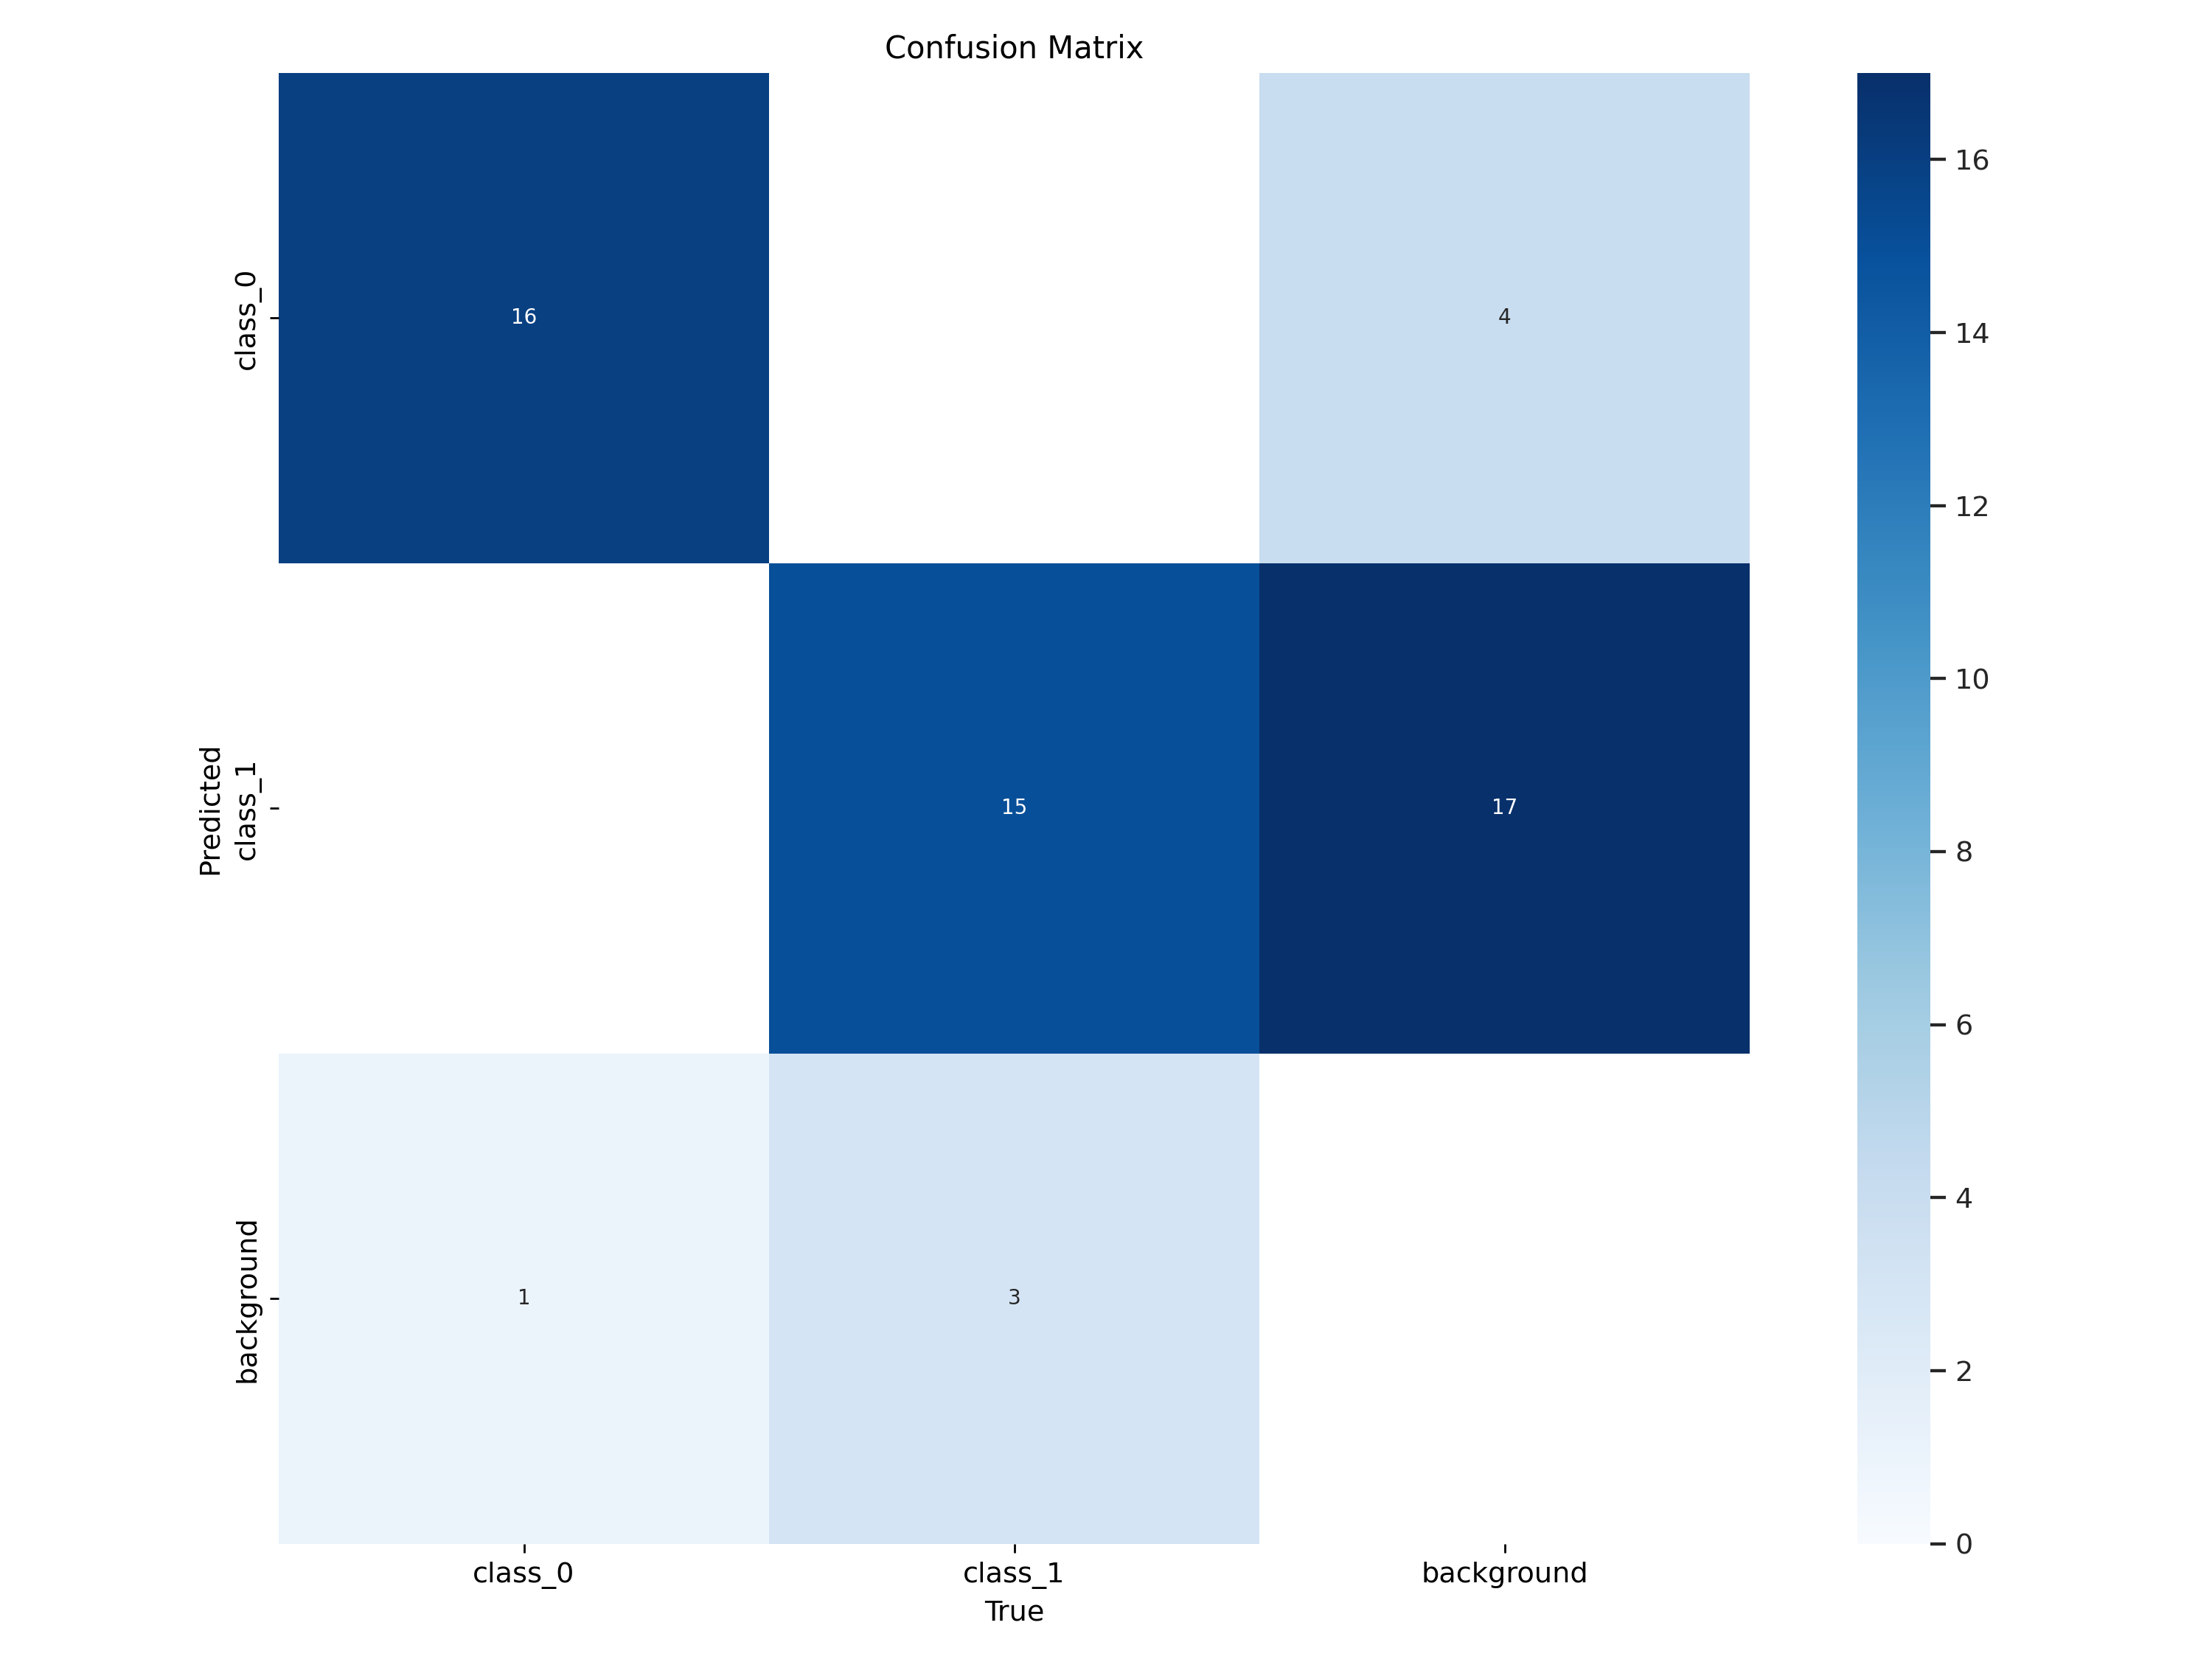 Confusion Matrix
class_0
class_1
background
Predicted
16
4
15
17
1
3
class_0
class_1
background
True
16
14
12
10
8
6
4
2
0